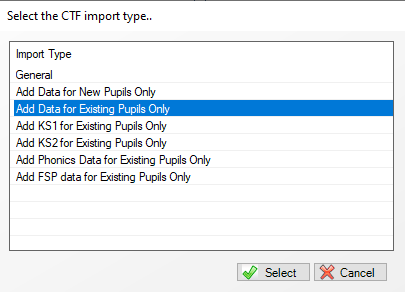 Select the CTF import type..
Import Type
General
Add Data for New Pupils Only
Add Data for Existing Pupils Only
Add KS1 for Existing Pupils Only
Add KS2 for Existing Pupils Only
Add Phonics Data for Existing Pupils Only
Add FSP data for Existing Pupils Only
Select
Cancel